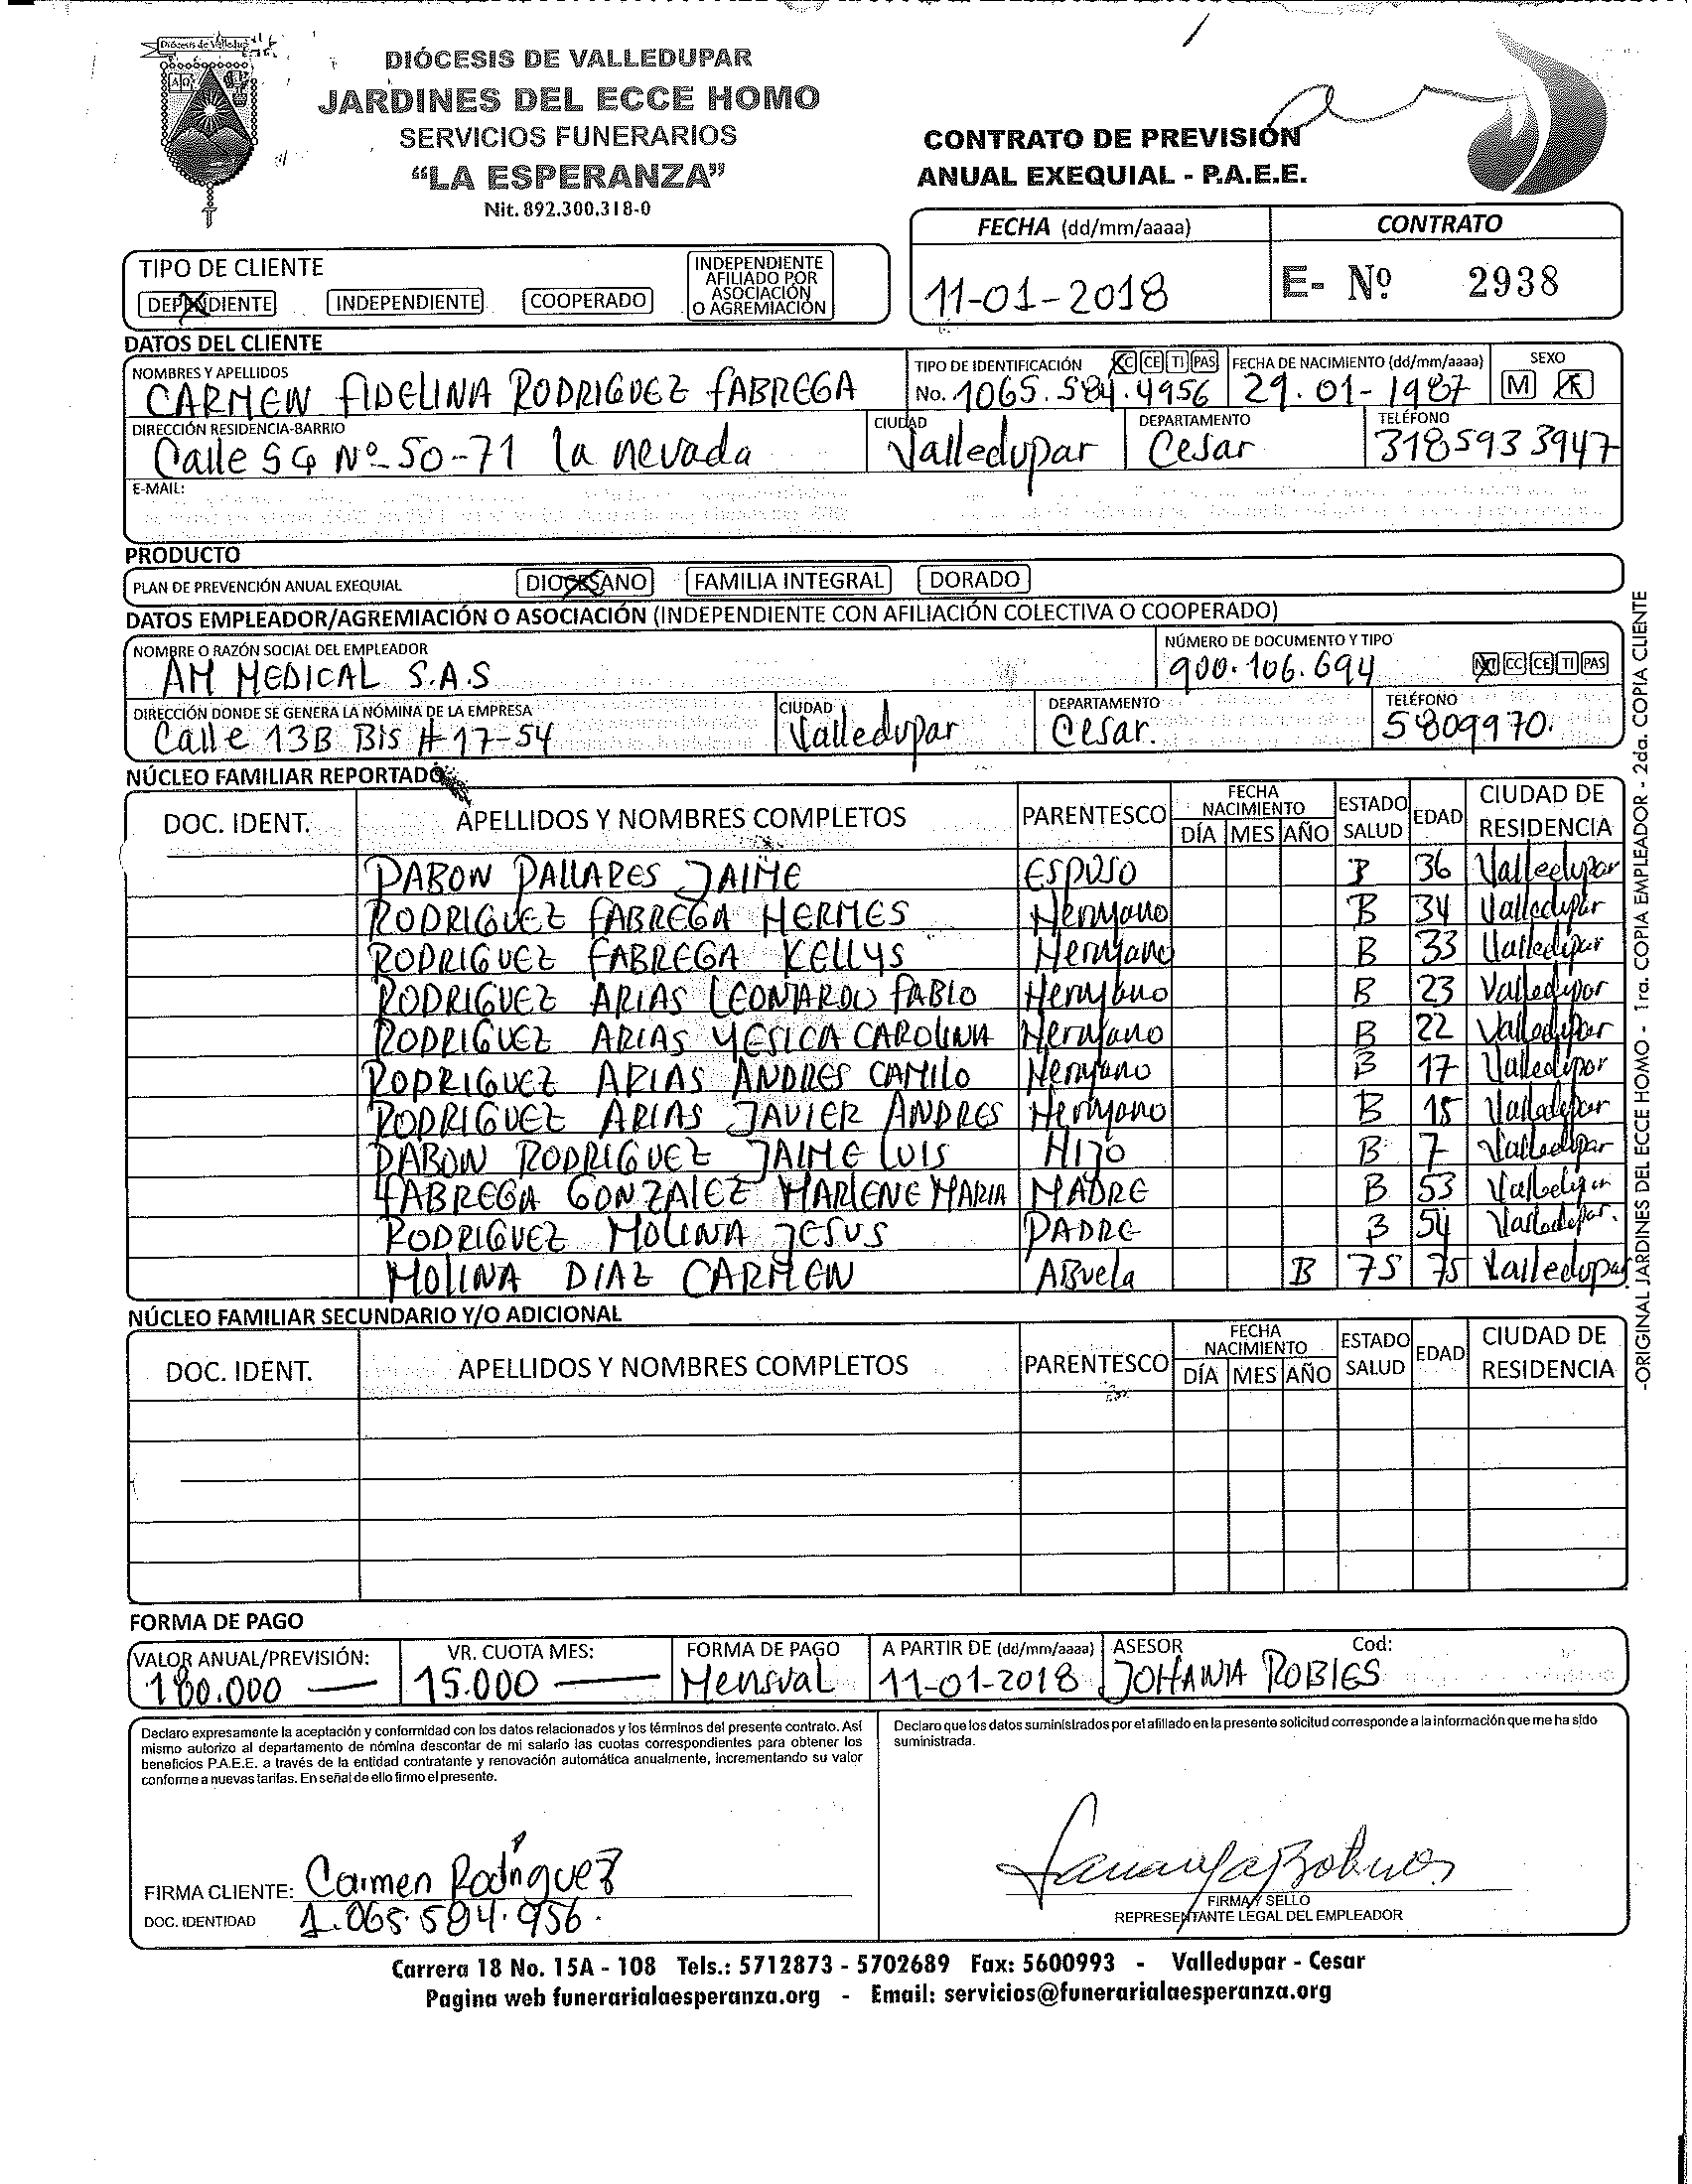 Diócesis de Valledupar
DIÓCESIS DE VALLEDUPAR
JARDINES DEL ECCE HOMO
SERVICIOS FUNERARIOS
“LA ESPERANZA”
Nit. 892.300.318-0
CONTRATO DE PREVISIÓN
ANUAL EXEQUIAL - P.A.E.E.
FECHA (dd/mm/aaaa) CONTRATO
11-01-2018 E- Nº 2938
TIPO DE CLIENTE
DEPENDIENTE INDEPENDIENTE COOPERADO INDEPENDIENTE AFILIADO POR ASOCIACIÓN O AGREMIACIÓN
DATOS DEL CLIENTE
NOMBRES Y APELLIDOS TIPO DE IDENTIFICACIÓN CC CE TI PAS FECHA DE NACIMIENTO (dd/mm/aaaa) SEXO
CARMEN FIDELINA RODRIGUEZ FABREGA No. 1065.584.4956 29.01-1987 M F
DIRECCIÓN RESIDENCIA-BARRIO CIUDAD DEPARTAMENTO TELÉFONO
Calle 5G Nº 50-71 la nevada Valledupar Cesar 318593 3947
E-MAIL:
PRODUCTO
PLAN DE PREVENCIÓN ANUAL EXEQUIAL DIOCESANO FAMILIA INTEGRAL DORADO
DATOS EMPLEADOR/AGREMIACIÓN O ASOCIACIÓN (INDEPENDIENTE CON AFILIACIÓN COLECTIVA O COOPERADO)
NOMBRE O RAZÓN SOCIAL DEL EMPLEADOR NÚMERO DE DOCUMENTO Y TIPO
AM MEDICAL S.A.S 900.106.694 NIT CC CE TI PAS
DIRECCIÓN DONDE SE GENERA LA NÓMINA DE LA EMPRESA CIUDAD DEPARTAMENTO TELÉFONO
Calle 13B Bis # 17-54 Valledupar Cesar. 5809970.
NÚCLEO FAMILIAR REPORTADO
DOC. IDENT. APELLIDOS Y NOMBRES COMPLETOS PARENTESCO FECHA NACIMIENTO DÍA MES AÑO ESTADO SALUD EDAD CIUDAD DE RESIDENCIA
PABON PALLARES JAIME ESPOSO B 36 Valledupar
RODRIGUEZ FABREGA HERMES Hermano B 34 Valledupar
RODRIGUEZ FABREGA KELLYS Hermano B 33 Valledupar
RODRIGUEZ ARIAS LEONARDO FABIO Hermano B 23 Valledupar
RODRIGUEZ ARIAS YESICA CAROLINA Hermano B 22 Valledupar
RODRIGUEZ ARIAS ANDRES CAMILO Hermano B 17 Valledupar
RODRIGUEZ ARIAS JAVIER ANDRES Hermano B 15 Valledupar
PABON RODRIGUEZ JAIME LUIS HIJO B 7 Valledupar
FABREGA GONZALEZ MARLENE MARIA MADRE B 53 Valledupar
RODRIGUEZ MOLINA JESUS PADRE B 54 Valledupar.
MOLINA DIAZ CARMEN ABuela B 75 75 Valledupar
NÚCLEO FAMILIAR SECUNDARIO Y/O ADICIONAL
DOC. IDENT. APELLIDOS Y NOMBRES COMPLETOS PARENTESCO FECHA NACIMIENTO DÍA MES AÑO ESTADO SALUD EDAD CIUDAD DE RESIDENCIA
FORMA DE PAGO
VALOR ANUAL/PREVISIÓN: VR. CUOTA MES: FORMA DE PAGO A PARTIR DE (dd/mm/aaaa) ASESOR Cod:
180.000 15.000 Mensual 11-01-2018 JOHANA ROBLES
Declaro expresamente la aceptación y conformidad con los datos relacionados y los términos del presente contrato. Así
mismo autorizo al departamento de nómina descontar de mi salario las cuotas correspondientes para obtener los
beneficios P.A.E.E. a través de la entidad contratante y renovación automática anualmente, incrementando su valor
conforme a nuevas tarifas. En señal de ello firmo el presente.
Declaro que los datos suministrados por el afiliado en la presente solicitud corresponde a la información que me ha sido
suministrada.
FIRMA CLIENTE: Carmen Rodriguez
DOC. IDENTIDAD 1.065.584.956.
FIRMA Y SELLO
REPRESENTANTE LEGAL DEL EMPLEADOR
Carrera 18 No. 15A - 108 Tels.: 5712873 - 5702689 Fax: 5600993 - Valledupar - Cesar
Pagina web funerarialaesperanza.org - Email: servicios@funerarialaesperanza.org
-ORIGINAL JARDINES DEL ECCE HOMO - 1ra. COPIA EMPLEADOR - 2da. COPIA CLIENTE